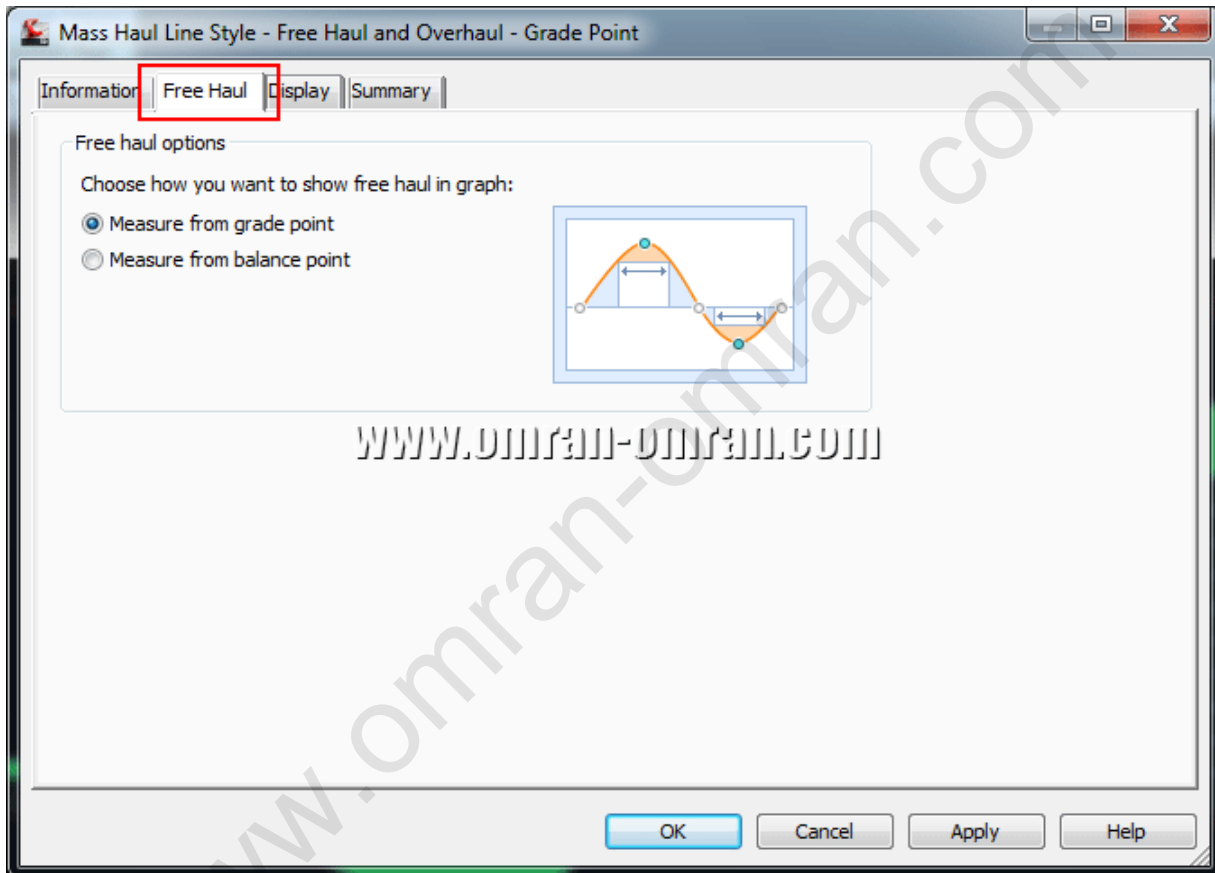 Mass Haul Line Style - Free Haul and Overhaul - Grade Point
Information Free Haul Display Summary
Free haul options
Choose how you want to show free haul in graph:
Measure from grade point
Measure from balance point
www.omran-omran.com
www.omran-omran.com
OK Cancel Apply Help